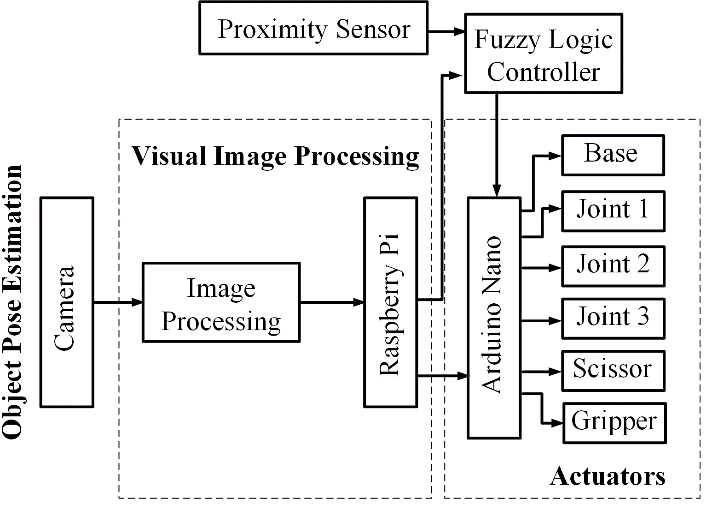 Proximity Sensor
Fuzzy Logic
Controller
Visual Image Processing
Object Pose Estimation
Camera
Image
Processing
Raspberry Pi
Arduino Nano
Base
Joint 1
Joint 2
Joint 3
Scissor
Gripper
Actuators